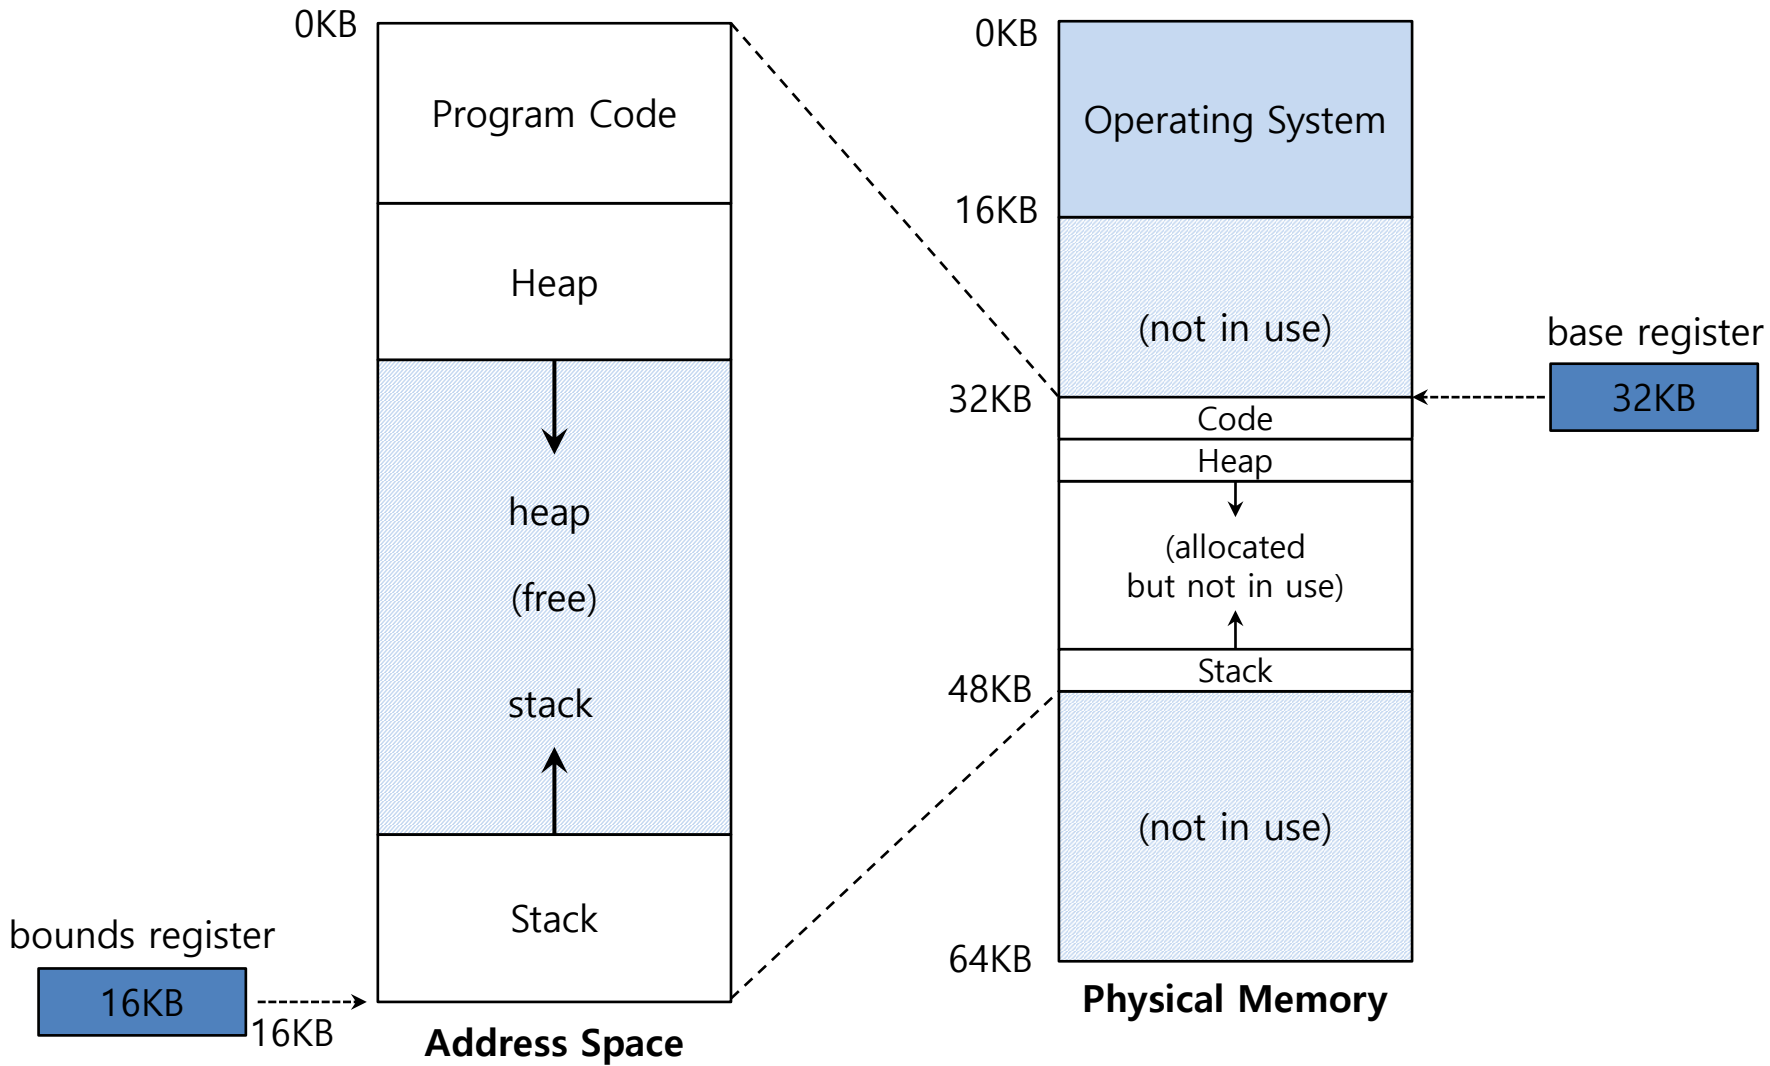 0KB
Program Code
Heap
heap
(free)
stack
Stack
bounds register
16KB
16KB
Address Space
0KB
Operating System
16KB
(not in use)
base register
32KB
32KB
Code
Heap
(allocated
but not in use)
Stack
48KB
(not in use)
64KB
Physical Memory